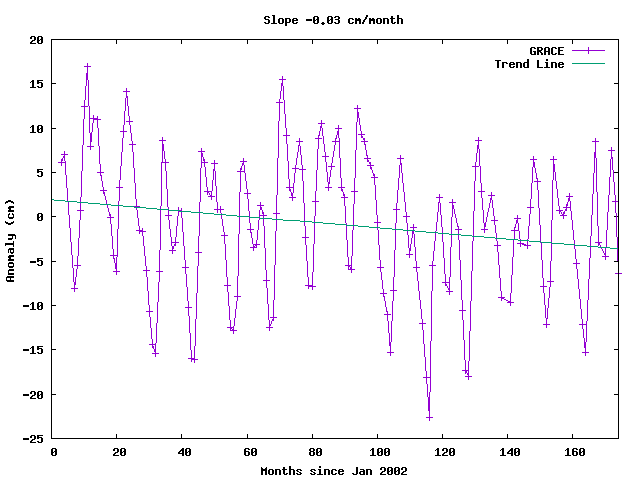 Slope -0.03 cm/month
GRACE
Trend Line
20
15
10
5
0
-5
-10
-15
-20
-25
Anomaly (cm)
0 20 40 60 80 100 120 140 160
Months since Jan 2002